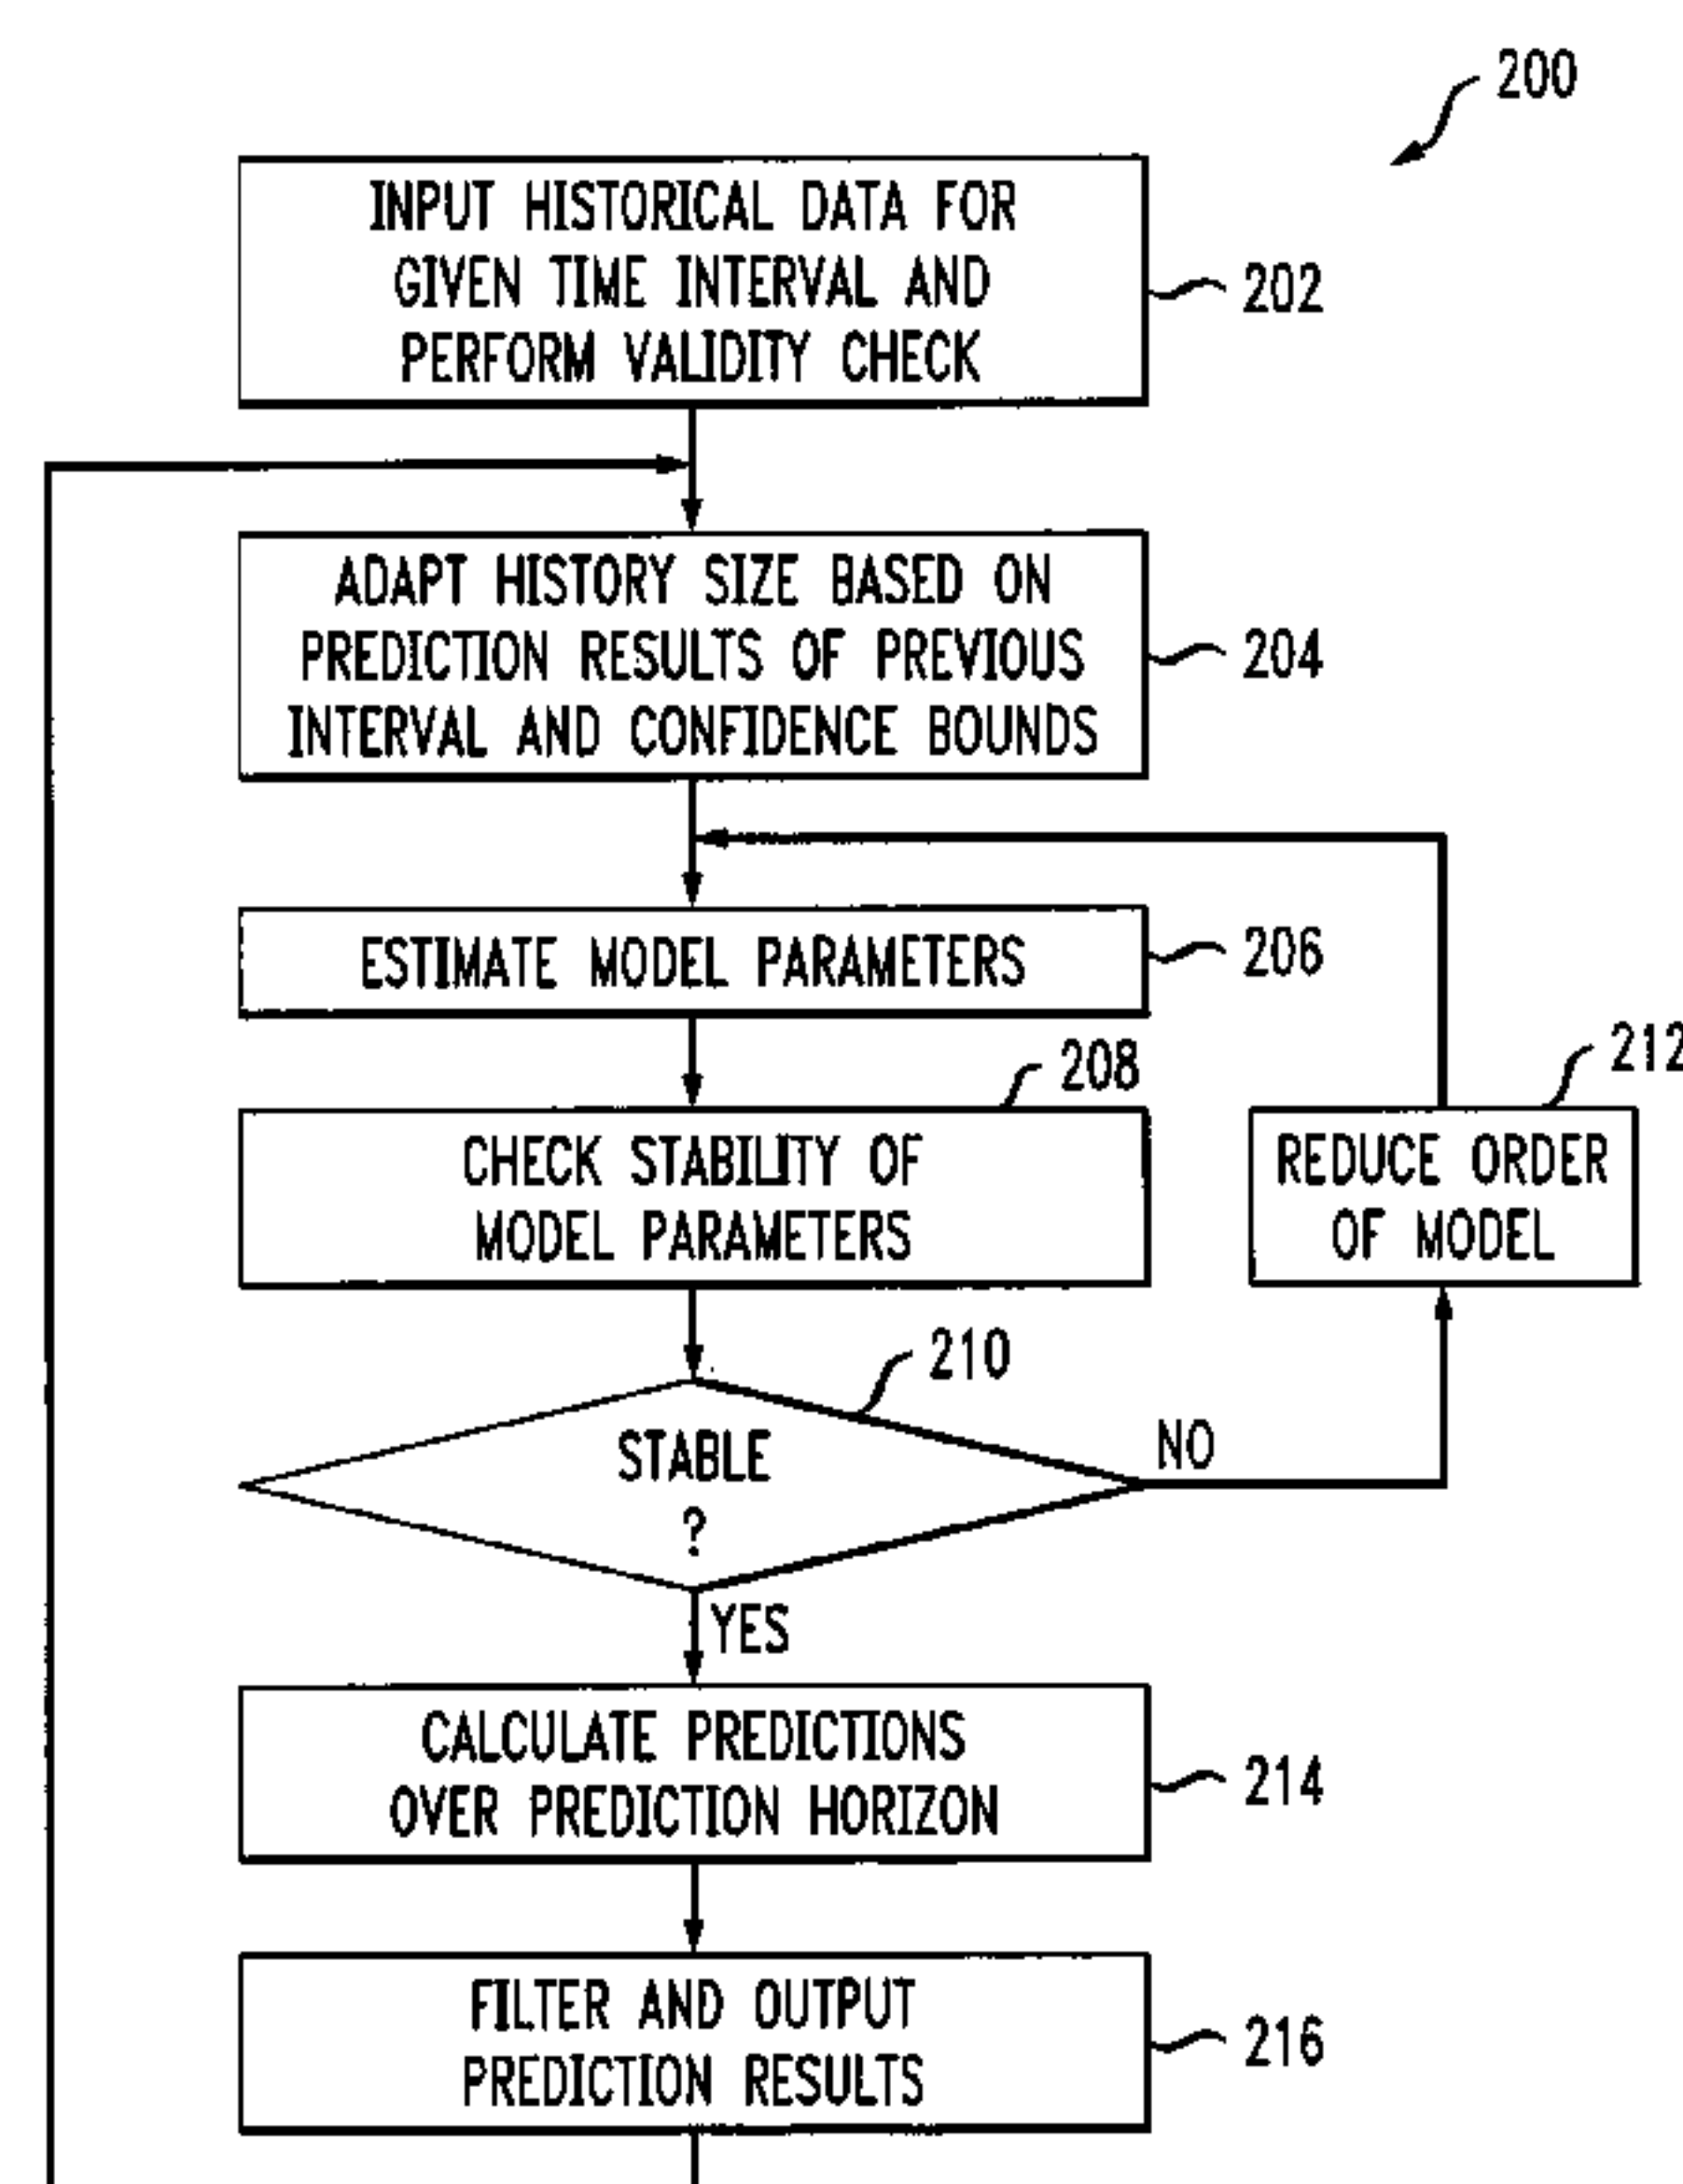 200
INPUT HISTORICAL DATA FOR
GIVEN TIME INTERVAL AND
PERFORM VALIDITY CHECK
202
ADAPT HISTORY SIZE BASED ON
PREDICTION RESULTS OF PREVIOUS
INTERVAL AND CONFIDENCE BOUNDS
204
ESTIMATE MODEL PARAMETERS
206
208
CHECK STABILITY OF
MODEL PARAMETERS
212
REDUCE ORDER
OF MODEL
210
STABLE
?
NO
YES
CALCULATE PREDICTIONS
OVER PREDICTION HORIZON
214
FILTER AND OUTPUT
PREDICTION RESULTS
216